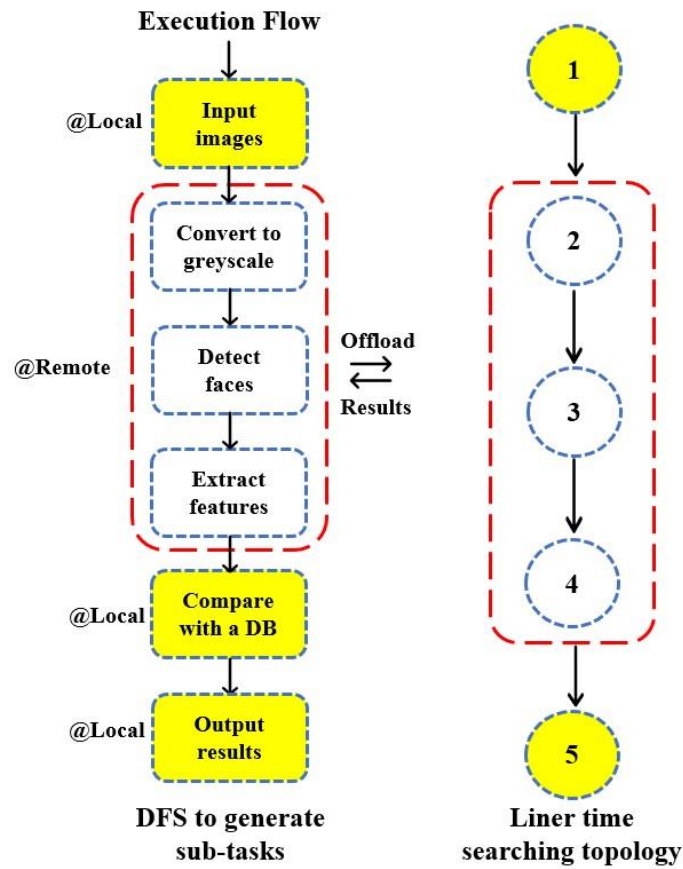 Execution Flow
@Local
Input
images
Convert to
greyscale
@Remote
Detect
faces
Extract
features
@Local
Compare
with a DB
@Local
Output
results
DFS to generate
sub-tasks
Offload
Results
1
2
3
4
5
Liner time
searching topology